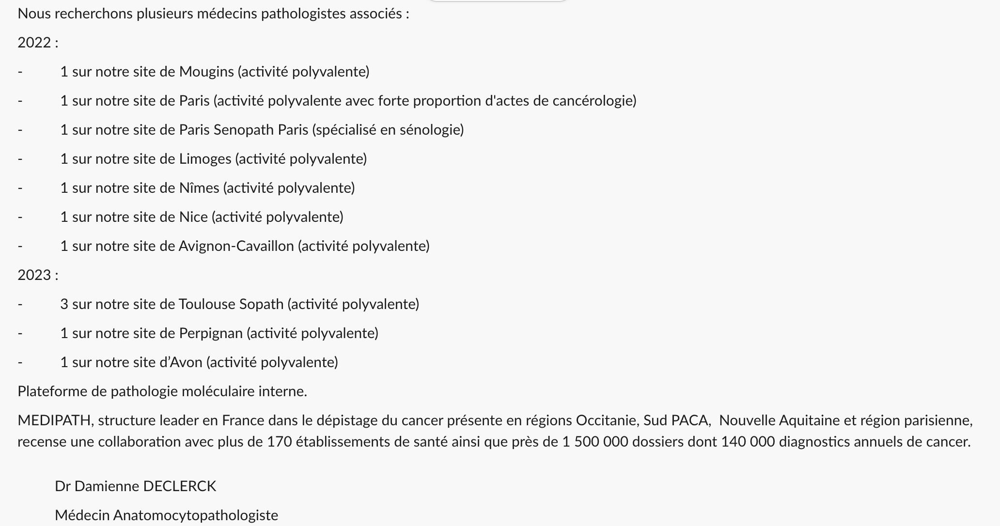 Nous recherchons plusieurs médecins pathologistes associés :
2022 :
- 1 sur notre site de Mougins (activité polyvalente)
- 1 sur notre site de Paris (activité polyvalente avec forte proportion d'actes de cancérologie)
- 1 sur notre site de Paris Senopath Paris (spécialisé en sénologie)
- 1 sur notre site de Limoges (activité polyvalente)
- 1 sur notre site de Nîmes (activité polyvalente)
- 1 sur notre site de Nice (activité polyvalente)
- 1 sur notre site de Avignon-Cavaillon (activité polyvalente)
2023 :
- 3 sur notre site de Toulouse Sopath (activité polyvalente)
- 1 sur notre site de Perpignan (activité polyvalente)
- 1 sur notre site d’Avon (activité polyvalente)
Plateforme de pathologie moléculaire interne.
MEDIPATH, structure leader en France dans le dépistage du cancer présente en régions Occitanie, Sud PACA,  Nouvelle Aquitaine et région parisienne,
recense une collaboration avec plus de 170 établissements de santé ainsi que près de 1 500 000 dossiers dont 140 000 diagnostics annuels de cancer.
Dr Damienne DECLERCK
Médecin Anatomocytopathologiste